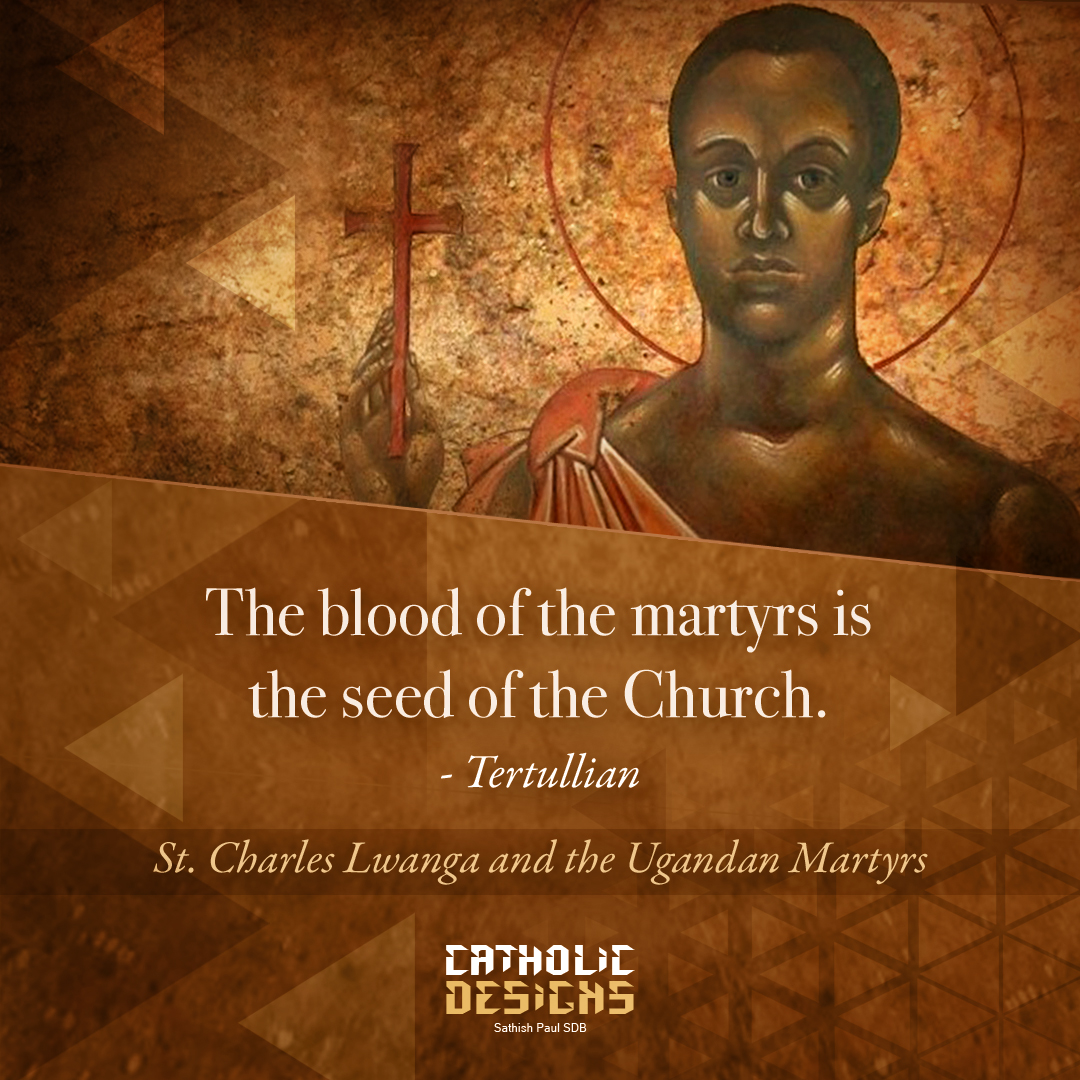 The blood of the martyrs is
the seed of the Church.
- Tertullian
St. Charles Lwanga and the Ugandan Martyrs
CATHOLIC
DESIGNS
Sathish Paul SDB